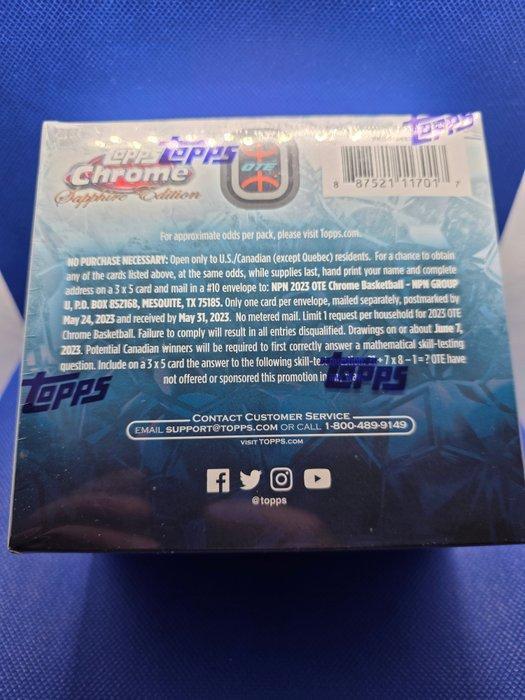 TOPPS
TOPPS TOPPS
Chrome
Sapphire Edition
OTE
8 87521 11701 7
For approximate odds per pack, please visit Topps.com.
NO PURCHASE NECESSARY: Open only to U.S./Canadian (except Quebec) residents. For a chance to obtain
any of the cards listed above, at the same odds, while supplies last, hand print your name and complete
address on a 3 x 5 card and mail in a #10 envelope to: NPN 2023 OTE Chrome Basketball - NPN GROUP
U, P.O. BOX 852168, MESQUITE, TX 75185. Only one card per envelope, mailed separately, postmarked by
May 24, 2023 and received by May 31, 2023. No metered mail. Limit 1 request per household for 2023 OTE
Chrome Basketball. Failure to comply will result in all entries disqualified. Drawings on or about June 7,
2023. Potential Canadian winners will be required to first correctly answer a mathematical skill-testing
question. Include on a 3 x 5 card the answer to the following skill-te + 7 x 8 – 1 = ? OTE have
not offered or sponsored this promotion in
TOPPS
TOPPS
CONTACT CUSTOMER SERVICE
EMAIL SUPPORT@TOPPS.COM OR CALL 1-800-489-9149
VISIT TOPPS.COM
@topps